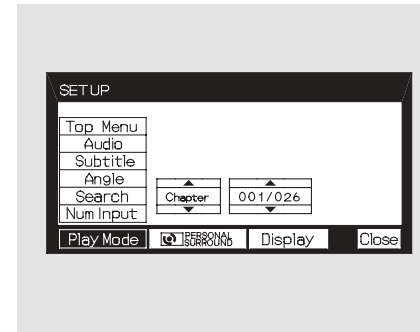 SETUP
Top Menu
Audio
Subtitle
Angle
Search
Chapter
001/026
Num Input
Play Mode
PERSONAL
SURROUND
Display
Close